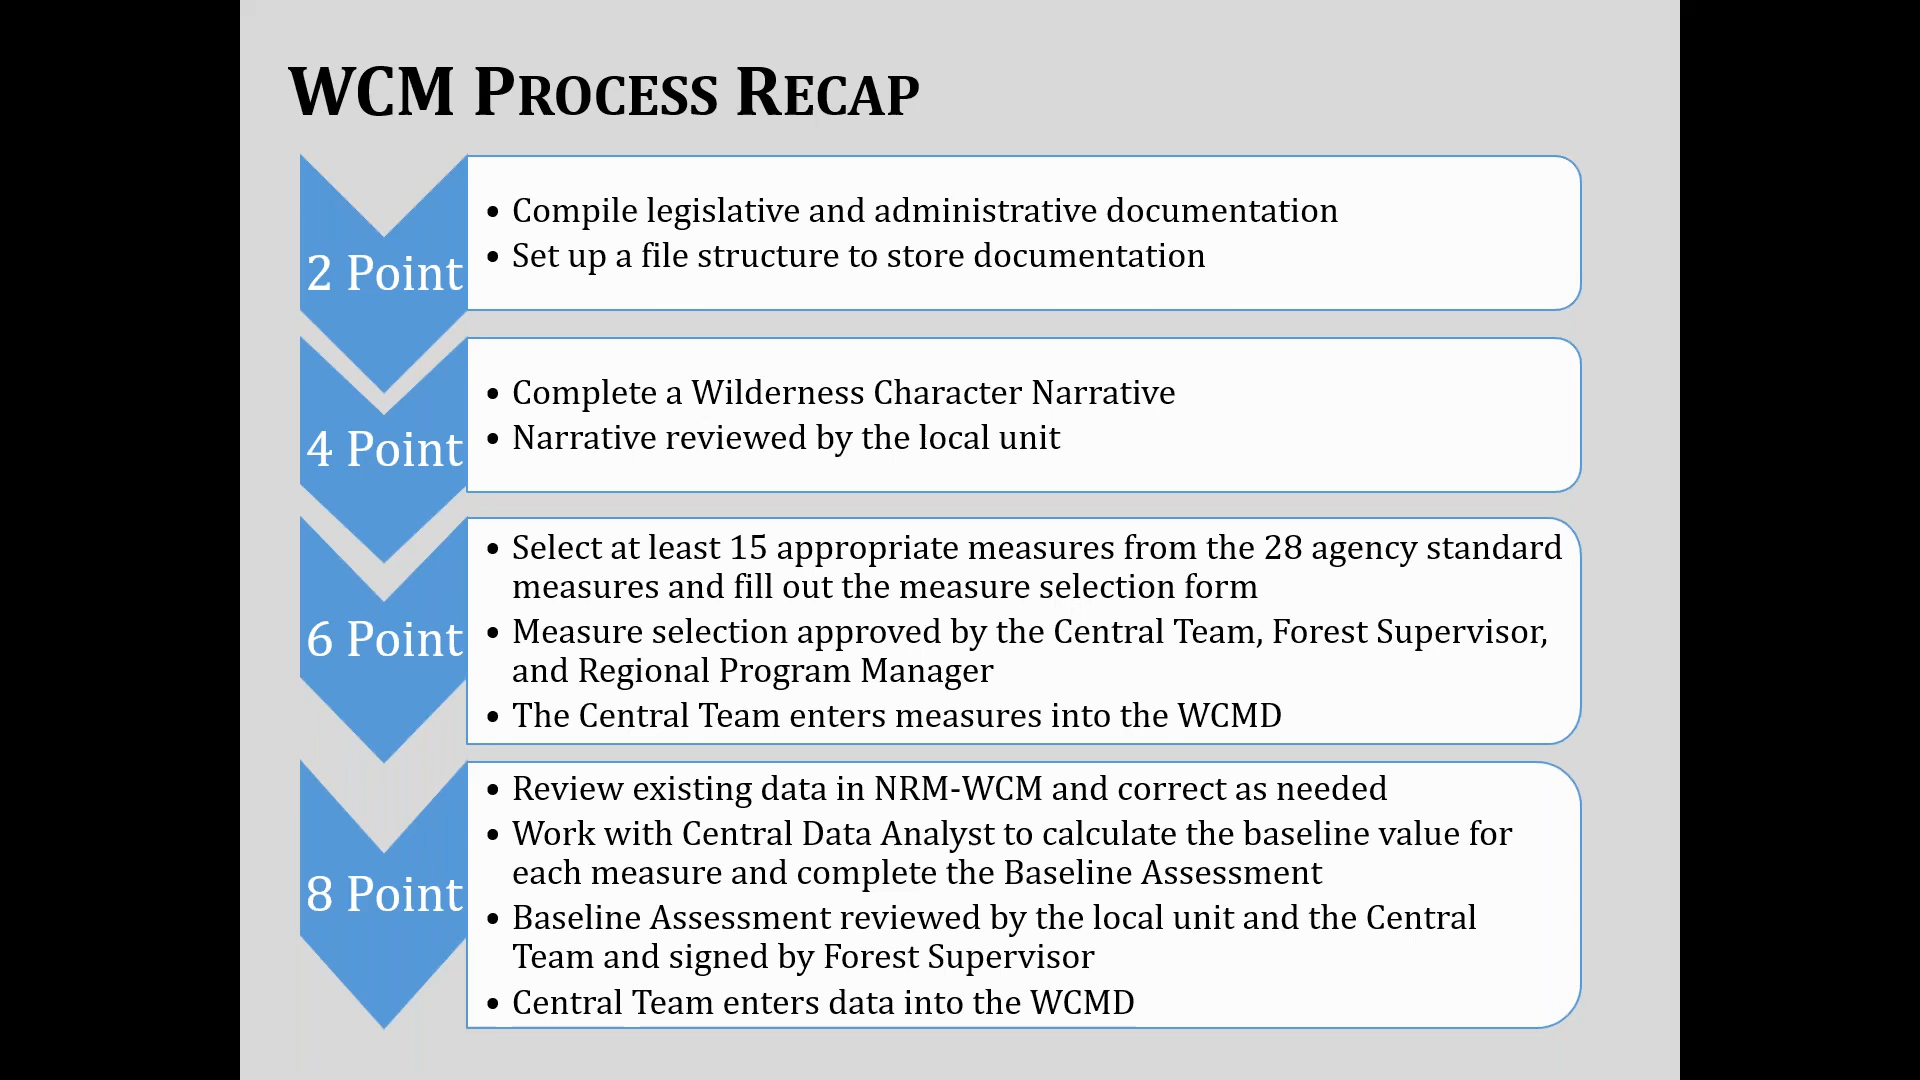 WCM PROCESS RECAP
2 Point
• Compile legislative and administrative documentation
• Set up a file structure to store documentation
4 Point
• Complete a Wilderness Character Narrative
• Narrative reviewed by the local unit
6 Point
• Select at least 15 appropriate measures from the 28 agency standard
measures and fill out the measure selection form
• Measure selection approved by the Central Team, Forest Supervisor,
and Regional Program Manager
• The Central Team enters measures into the WCMD
8 Point
• Review existing data in NRM-WCM and correct as needed
• Work with Central Data Analyst to calculate the baseline value for
each measure and complete the Baseline Assessment
• Baseline Assessment reviewed by the local unit and the Central
Team and signed by Forest Supervisor
• Central Team enters data into the WCMD